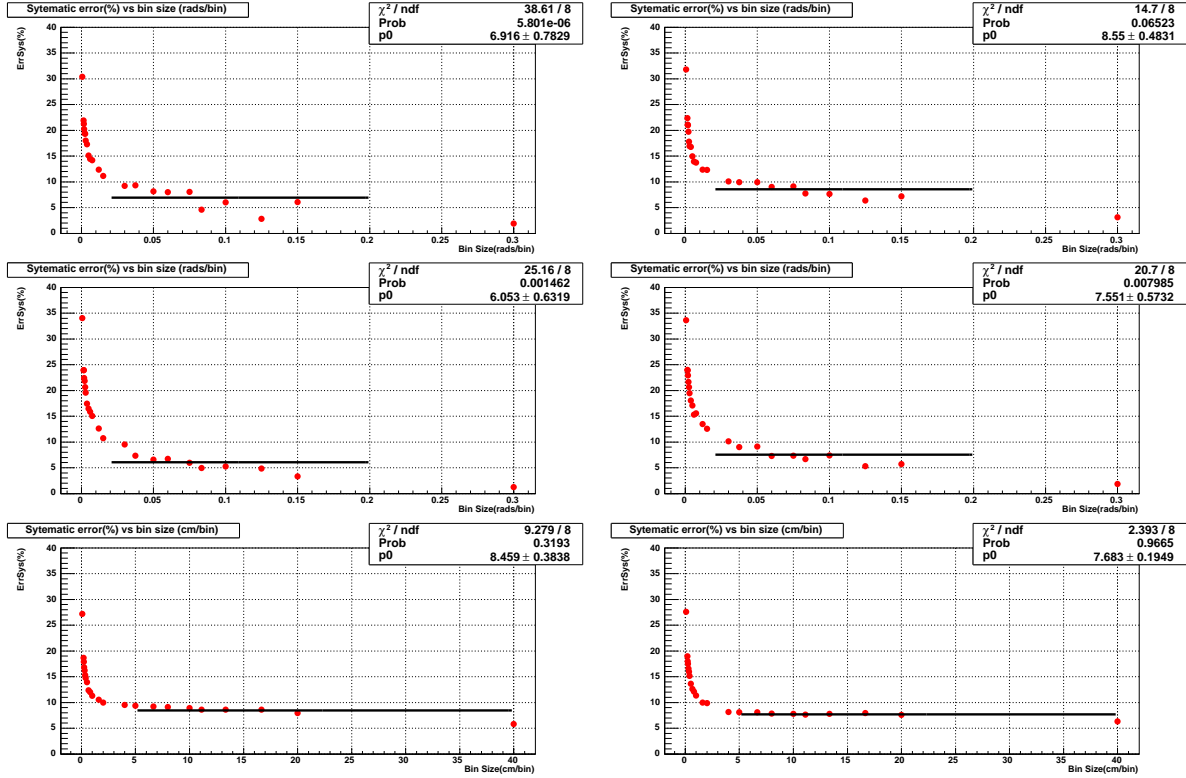 Sytematic error(%) vs bin size (rads/bin)
χ² / ndf 38.61 / 8
Prob 5.801e-06
p0 6.916 ± 0.7829
ErrSys(%)
40
35
30
25
20
15
10
5
0
0 0.05 0.1 0.15 0.2 0.25 0.3
Bin Size(rads/bin)
Sytematic error(%) vs bin size (rads/bin)
χ² / ndf 14.7 / 8
Prob 0.06523
p0 8.55 ± 0.4831
ErrSys(%)
40
35
30
25
20
15
10
5
0
0 0.05 0.1 0.15 0.2 0.25 0.3
Bin Size(rads/bin)
Sytematic error(%) vs bin size (rads/bin)
χ² / ndf 25.16 / 8
Prob 0.001462
p0 6.053 ± 0.6319
ErrSys(%)
40
35
30
25
20
15
10
5
0
0 0.05 0.1 0.15 0.2 0.25 0.3
Bin Size(rads/bin)
Sytematic error(%) vs bin size (rads/bin)
χ² / ndf 20.7 / 8
Prob 0.007985
p0 7.551 ± 0.5732
ErrSys(%)
40
35
30
25
20
15
10
5
0
0 0.05 0.1 0.15 0.2 0.25 0.3
Bin Size(rads/bin)
Sytematic error(%) vs bin size (cm/bin)
χ² / ndf 9.279 / 8
Prob 0.3193
p0 8.459 ± 0.3838
ErrSys(%)
40
35
30
25
20
15
10
5
0
0 5 10 15 20 25 30 35 40
Bin Size(cm/bin)
Sytematic error(%) vs bin size (cm/bin)
χ² / ndf 2.393 / 8
Prob 0.9665
p0 7.683 ± 0.1949
ErrSys(%)
40
35
30
25
20
15
10
5
0
0 5 10 15 20 25 30 35 40
Bin Size(cm/bin)